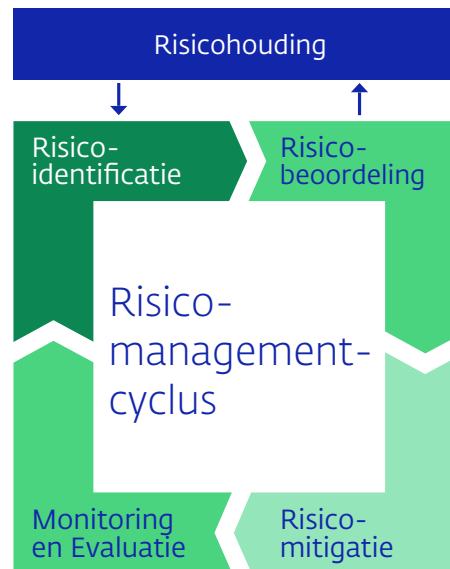 Risicohouding
Risico-
identificatie
Risico-
beoordeling
Risico-
management-
cyclus
Monitoring
en Evaluatie
Risico-
mitigatie